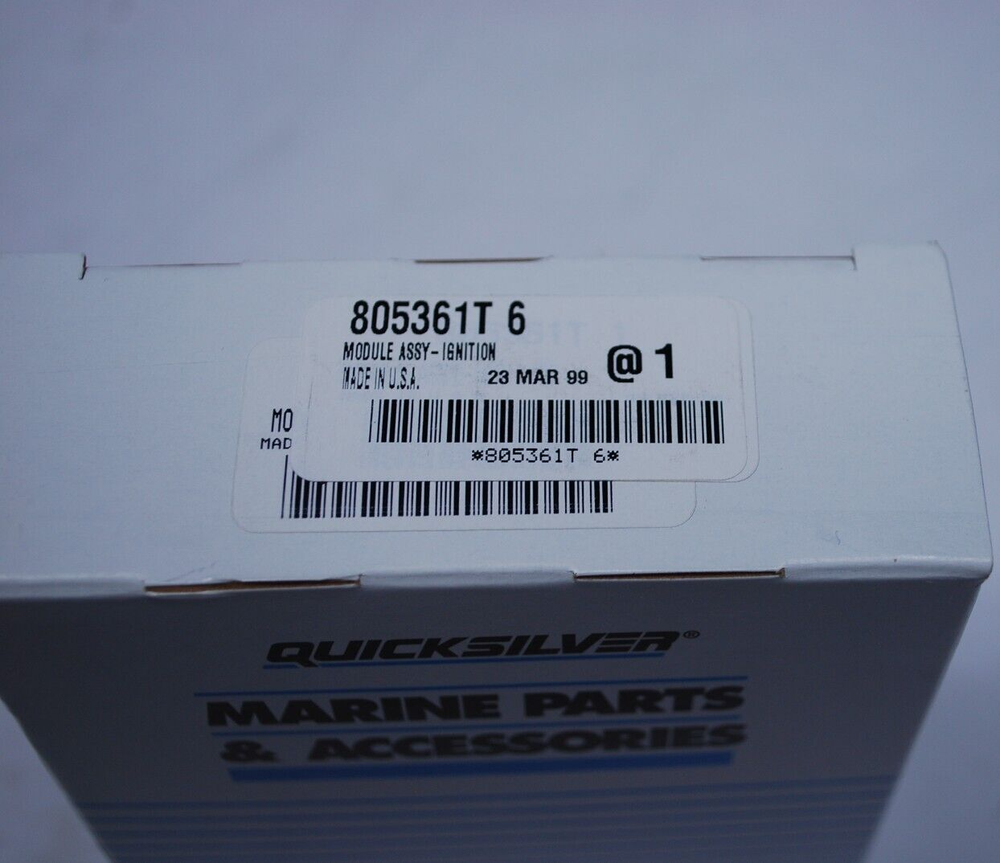 805361T 6
MODULE ASSY-IGNITION
MADE IN U.S.A.
23 MAR 99
@ 1
*805361T 6*
MO
MAD
QUICKSILVER®
MARINE PARTS
& ACCESSORIES